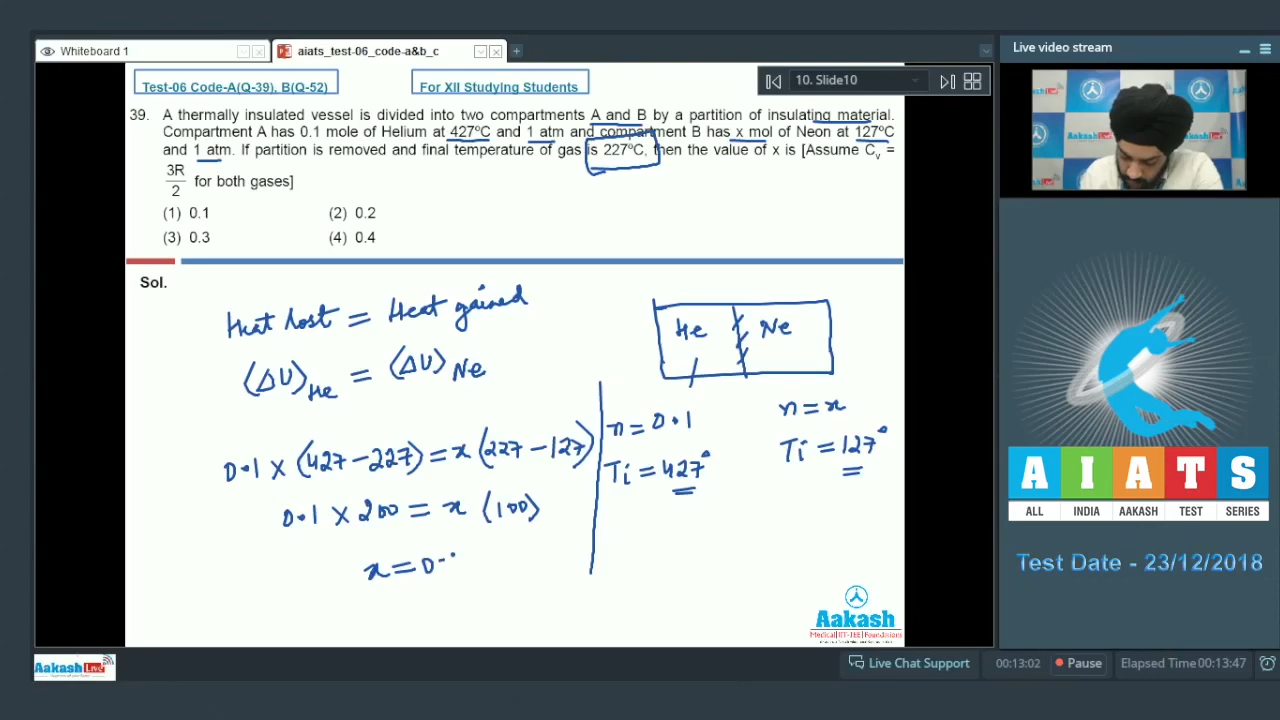 Whiteboard 1
aiats_test-06_code-a&b_c
Live video stream
Test-06 Code-A(Q-39), B(Q-52)
For XII Studying Students
10. Slide10
39. A thermally insulated vessel is divided into two compartments A and B by a partition of insulating material.
Compartment A has 0.1 mole of Helium at 427ºC and 1 atm and compartment B has x mol of Neon at 127ºC
and 1 atm. If partition is removed and final temperature of gas is 227ºC, then the value of x is [Assume Cv =
3R/2 for both gases]
(1) 0.1 (2) 0.2
(3) 0.3 (4) 0.4
Sol.
Heat lost = Heat gained
(ΔU)He = (ΔU)Ne
0.1 × (427 – 227) = x (227 – 127)
0.1 × 200 = x (100)
x = 0.
He Ne
n = 0.1 n = x
Ti = 427° Ti = 127°
A I A T S
ALL INDIA AAKASH TEST SERIES
Test Date - 23/12/2018
Aakash
Medical|IIT-JEE|Foundations
Aakash Live
Live Chat Support
00:13:02 Pause Elapsed Time 00:13:47